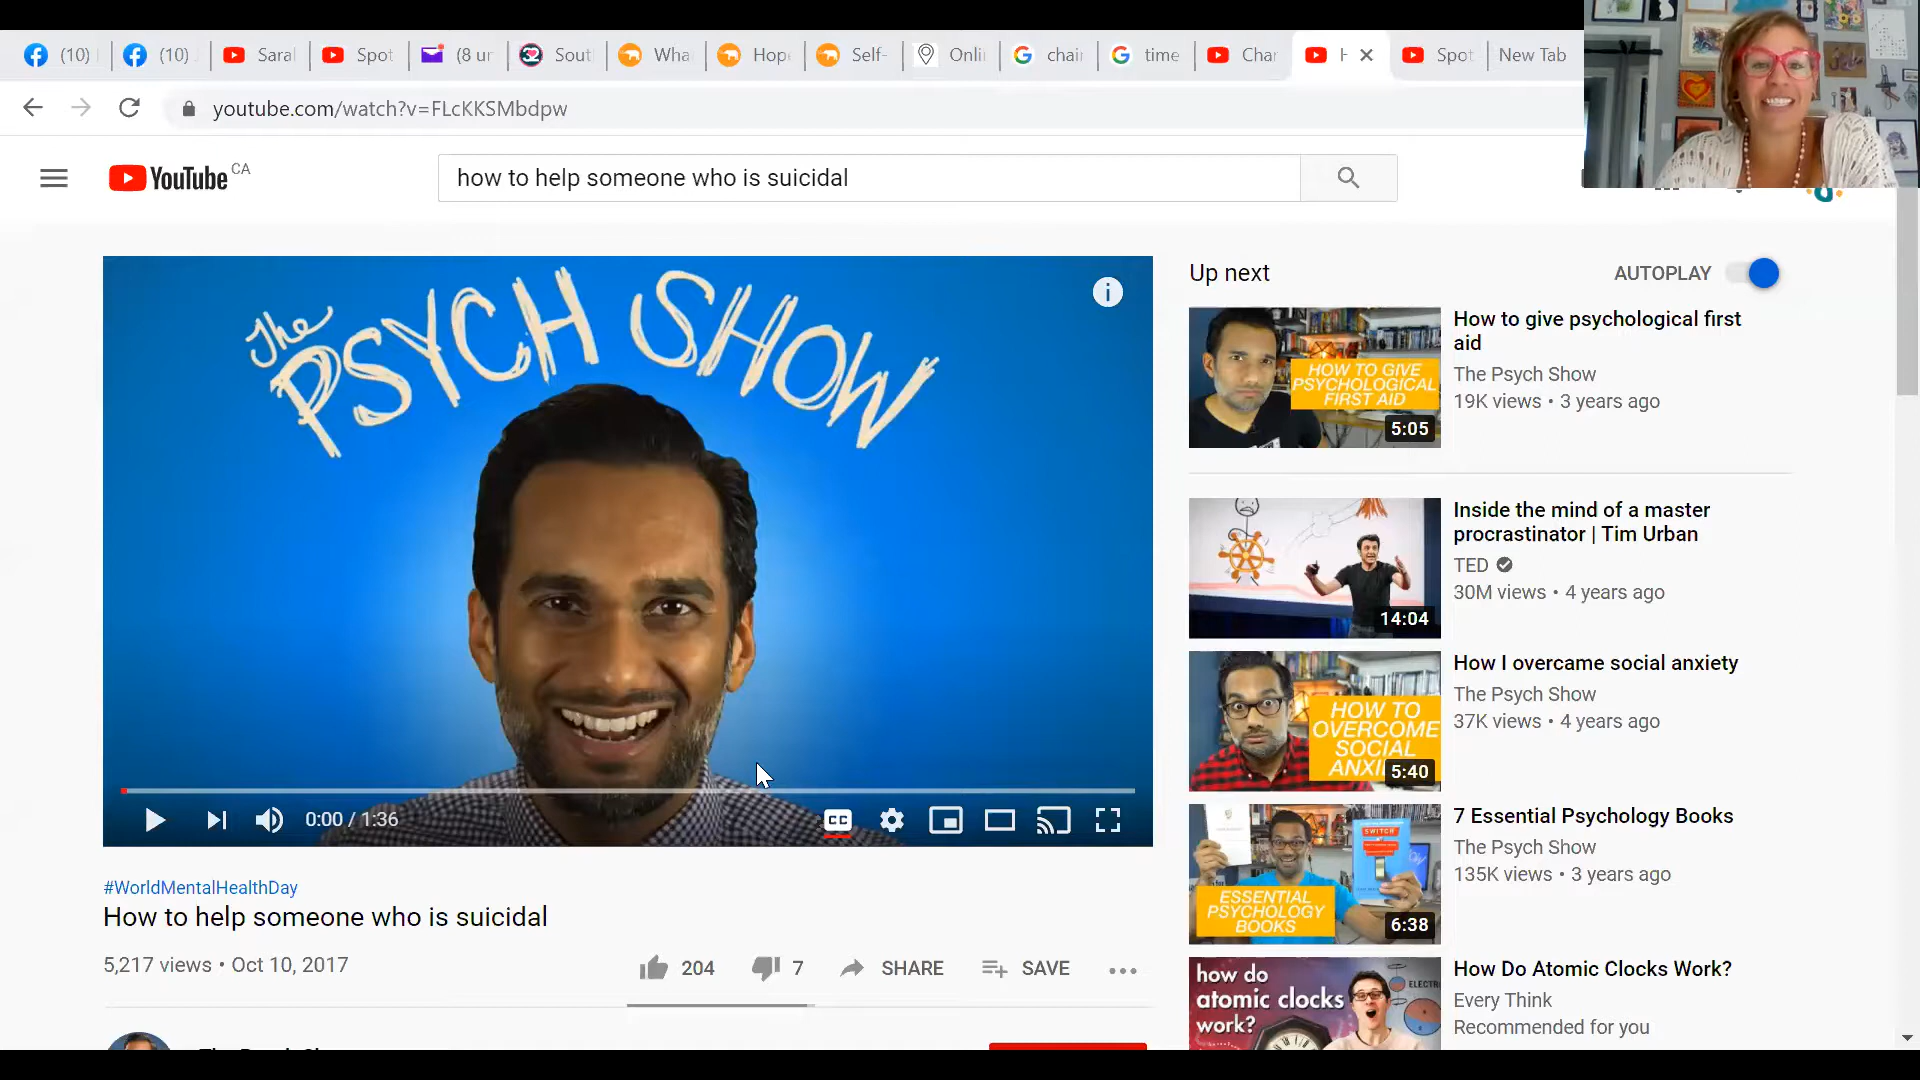 (10)
(10)
Saral
Spot
(8 ur
Sout
Wha
Hop
Self-
Onli
chair
time
Char
H
Spot
New Tab
youtube.com/watch?v=FLcKKSMbdpw
YouTube CA
how to help someone who is suicidal
The
PSYCH SHOW
0:00 / 1:36
CC
#WorldMentalHealthDay
How to help someone who is suicidal
5,217 views • Oct 10, 2017
204
7
SHARE
SAVE
Up next
AUTOPLAY
HOW TO GIVE
PSYCHOLOGICAL
FIRST AID
5:05
How to give psychological first
aid
The Psych Show
19K views • 3 years ago
14:04
Inside the mind of a master
procrastinator | Tim Urban
TED
30M views • 4 years ago
HOW TO
OVERCOME
SOCIAL
ANXI
5:40
How I overcame social anxiety
The Psych Show
37K views • 4 years ago
SWITCH
ESSENTIAL
PSYCHOLOGY
BOOKS
6:38
7 Essential Psychology Books
The Psych Show
135K views • 3 years ago
how do
atomic clocks
work?
ELECTR
How Do Atomic Clocks Work?
Every Think
Recommended for you